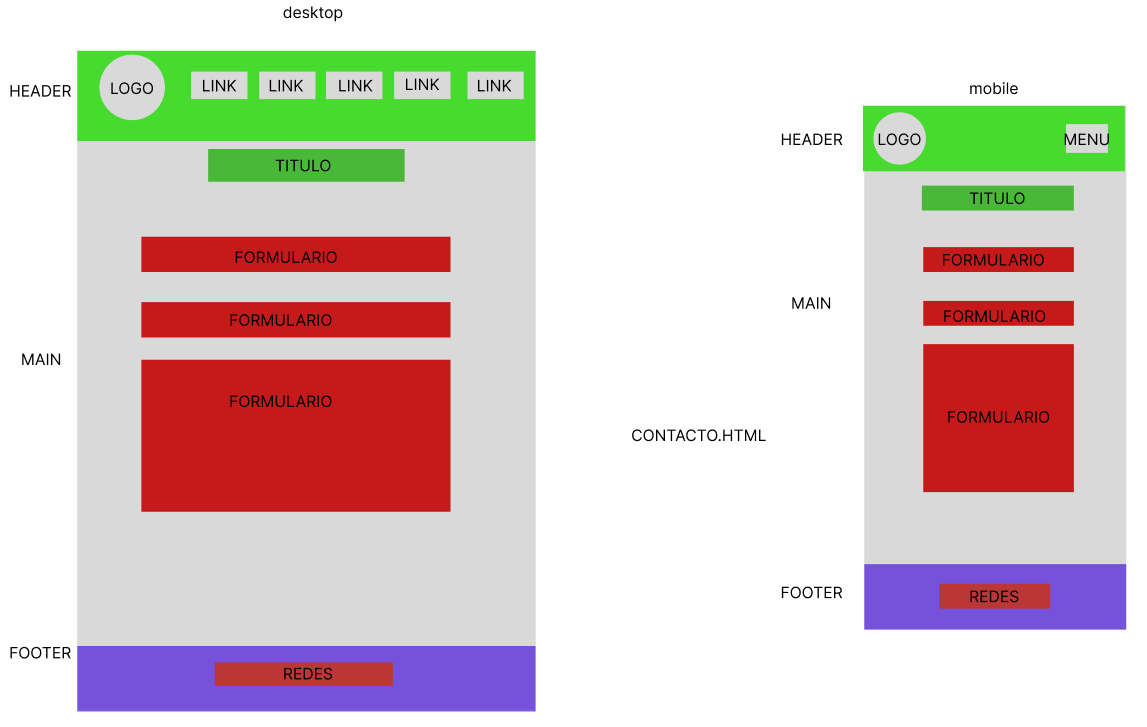 desktop
HEADER
LOGO
LINK
LINK
LINK
LINK
LINK
TITULO
FORMULARIO
FORMULARIO
MAIN
FORMULARIO
FOOTER
REDES
CONTACTO.HTML
mobile
HEADER
LOGO
MENU
TITULO
FORMULARIO
MAIN
FORMULARIO
FORMULARIO
FOOTER
REDES